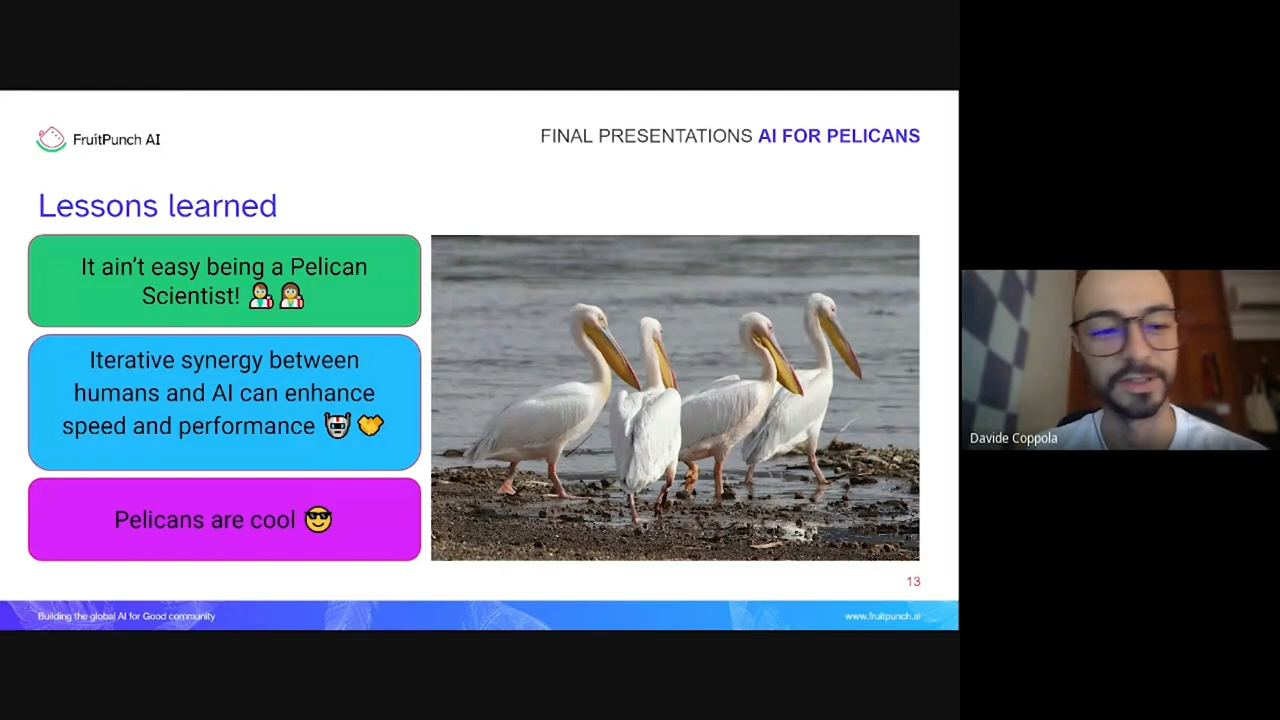 FruitPunch AI
FINAL PRESENTATIONS AI FOR PELICANS
Lessons learned
It ain't easy being a Pelican
Scientist! 👨‍🔬 👩‍🔬
Iterative synergy between
humans and AI can enhance
speed and performance 🤖 💛
Pelicans are cool 😎
13
Building the global AI for Good community
www.fruitpunch.ai
Davide Coppola